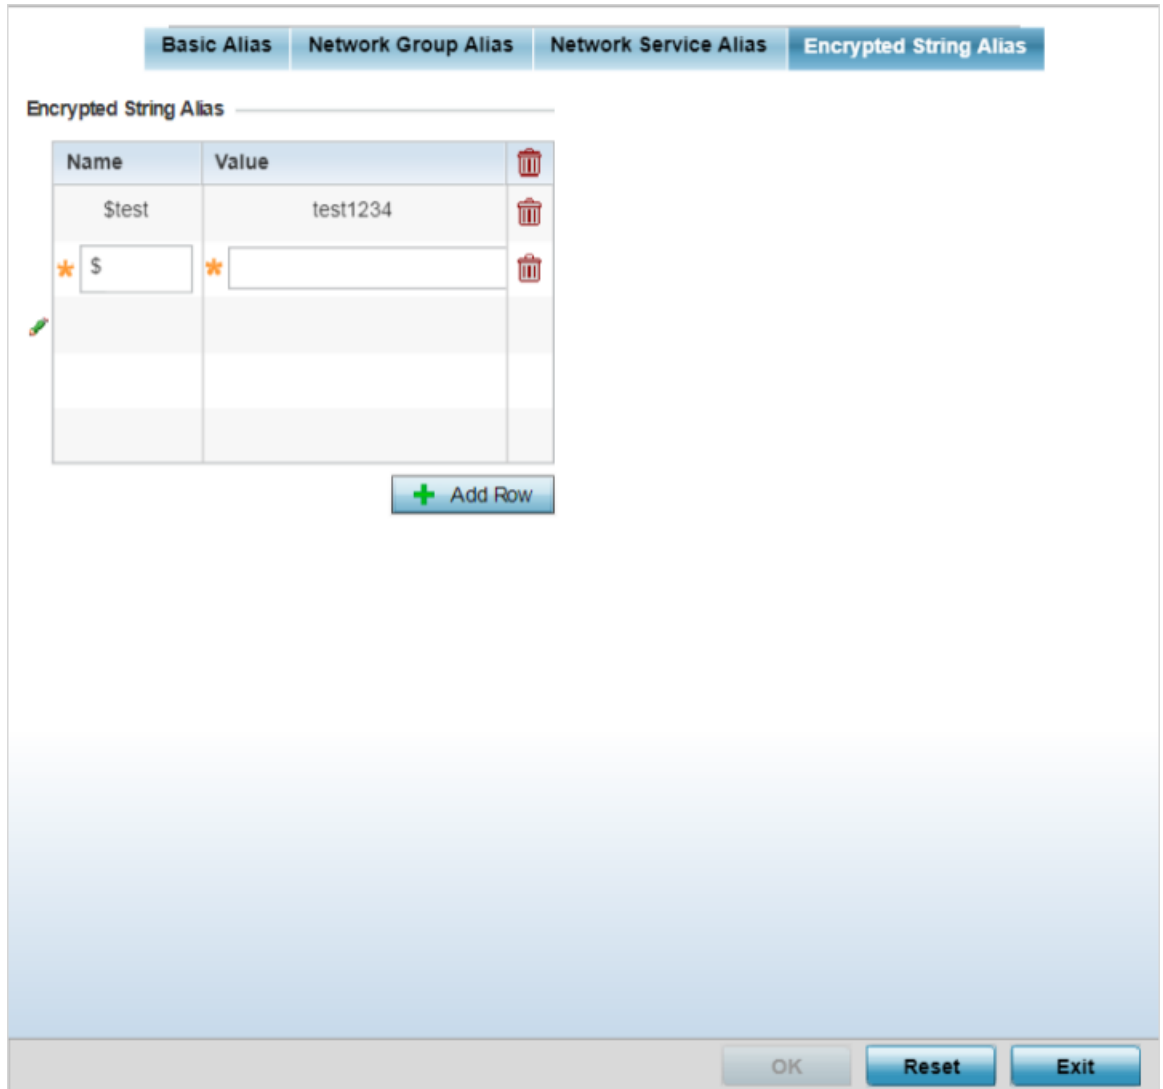 Basic Alias Network Group Alias Network Service Alias Encrypted String Alias
Encrypted String Alias
Name Value
$test test1234
* $ *
Add Row
OK Reset Exit